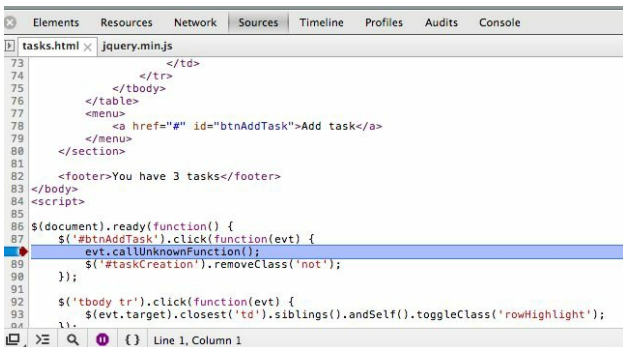 Elements Resources Network Sources Timeline Profiles Audits Console
tasks.html × jquery.min.js
73 </td>
74 </tr>
75 </tbody>
76 </table>
77 <menu>
78 <a href="#" id="btnAddTask">Add task</a>
79 </menu>
80 </section>
81
82 <footer>You have 3 tasks</footer>
83 </body>
84 <script>
85
86 $(document).ready(function() {
87 $('#btnAddTask').click(function(evt) {
evt.callUnknownFunction();
89 $('#taskCreation').removeClass('not');
90 });
91
92 $('tbody tr').click(function(evt) {
93 $(evt.target).closest('td').siblings().andSelf().toggleClass('rowHighlight');
94 });
{} Line 1, Column 1